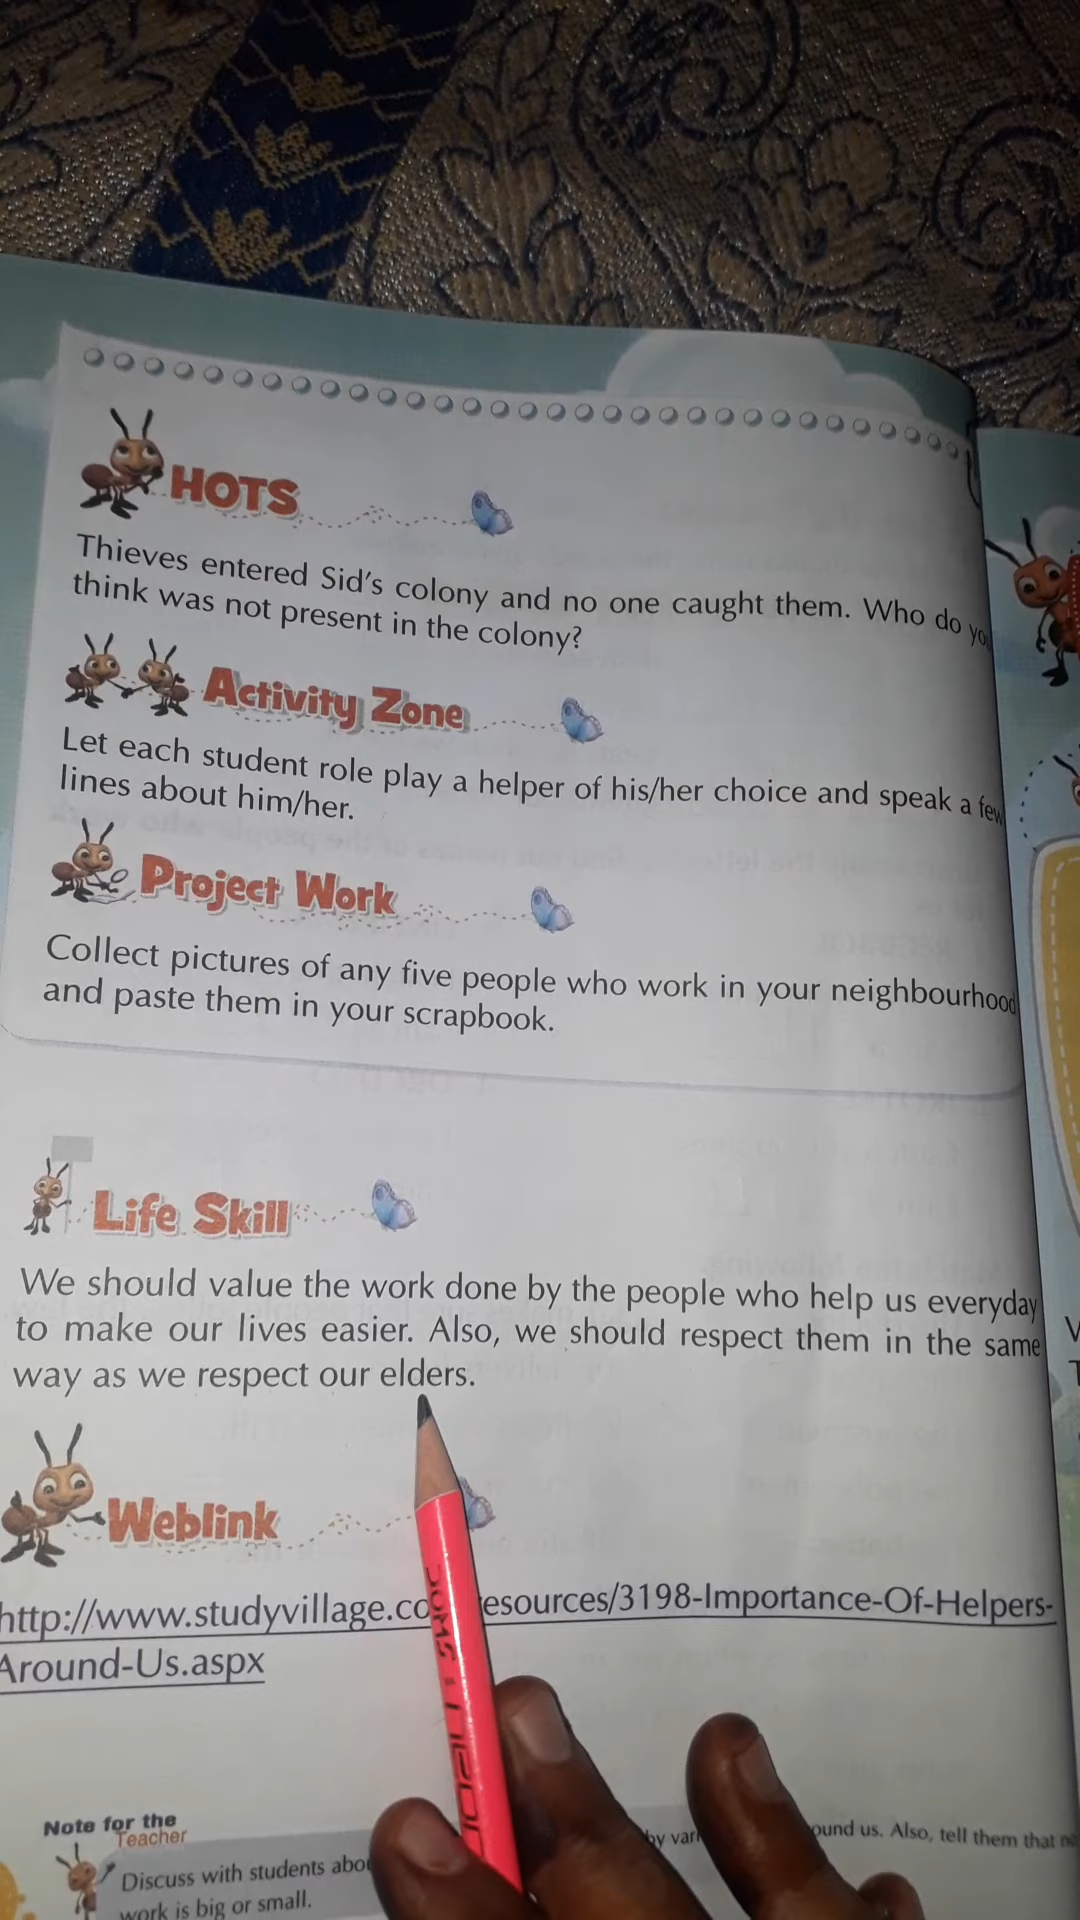 HOTS
Thieves entered Sid's colony and no one caught them. Who do you
think was not present in the colony?
Activity Zone
Let each student role play a helper of his/her choice and speak a few
lines about him/her.
Project Work
Collect pictures of any five people who work in your neighbourhood
and paste them in your scrapbook.
Life Skill
We should value the work done by the people who help us everyday
to make our lives easier. Also, we should respect them in the same
way as we respect our elders.
Weblink
http://www.studyvillage.co esources/3198-Importance-Of-Helpers-
Around-Us.aspx
Note for the
Teacher
Discuss with students by ound us. Also, tell them that
work is big or small.